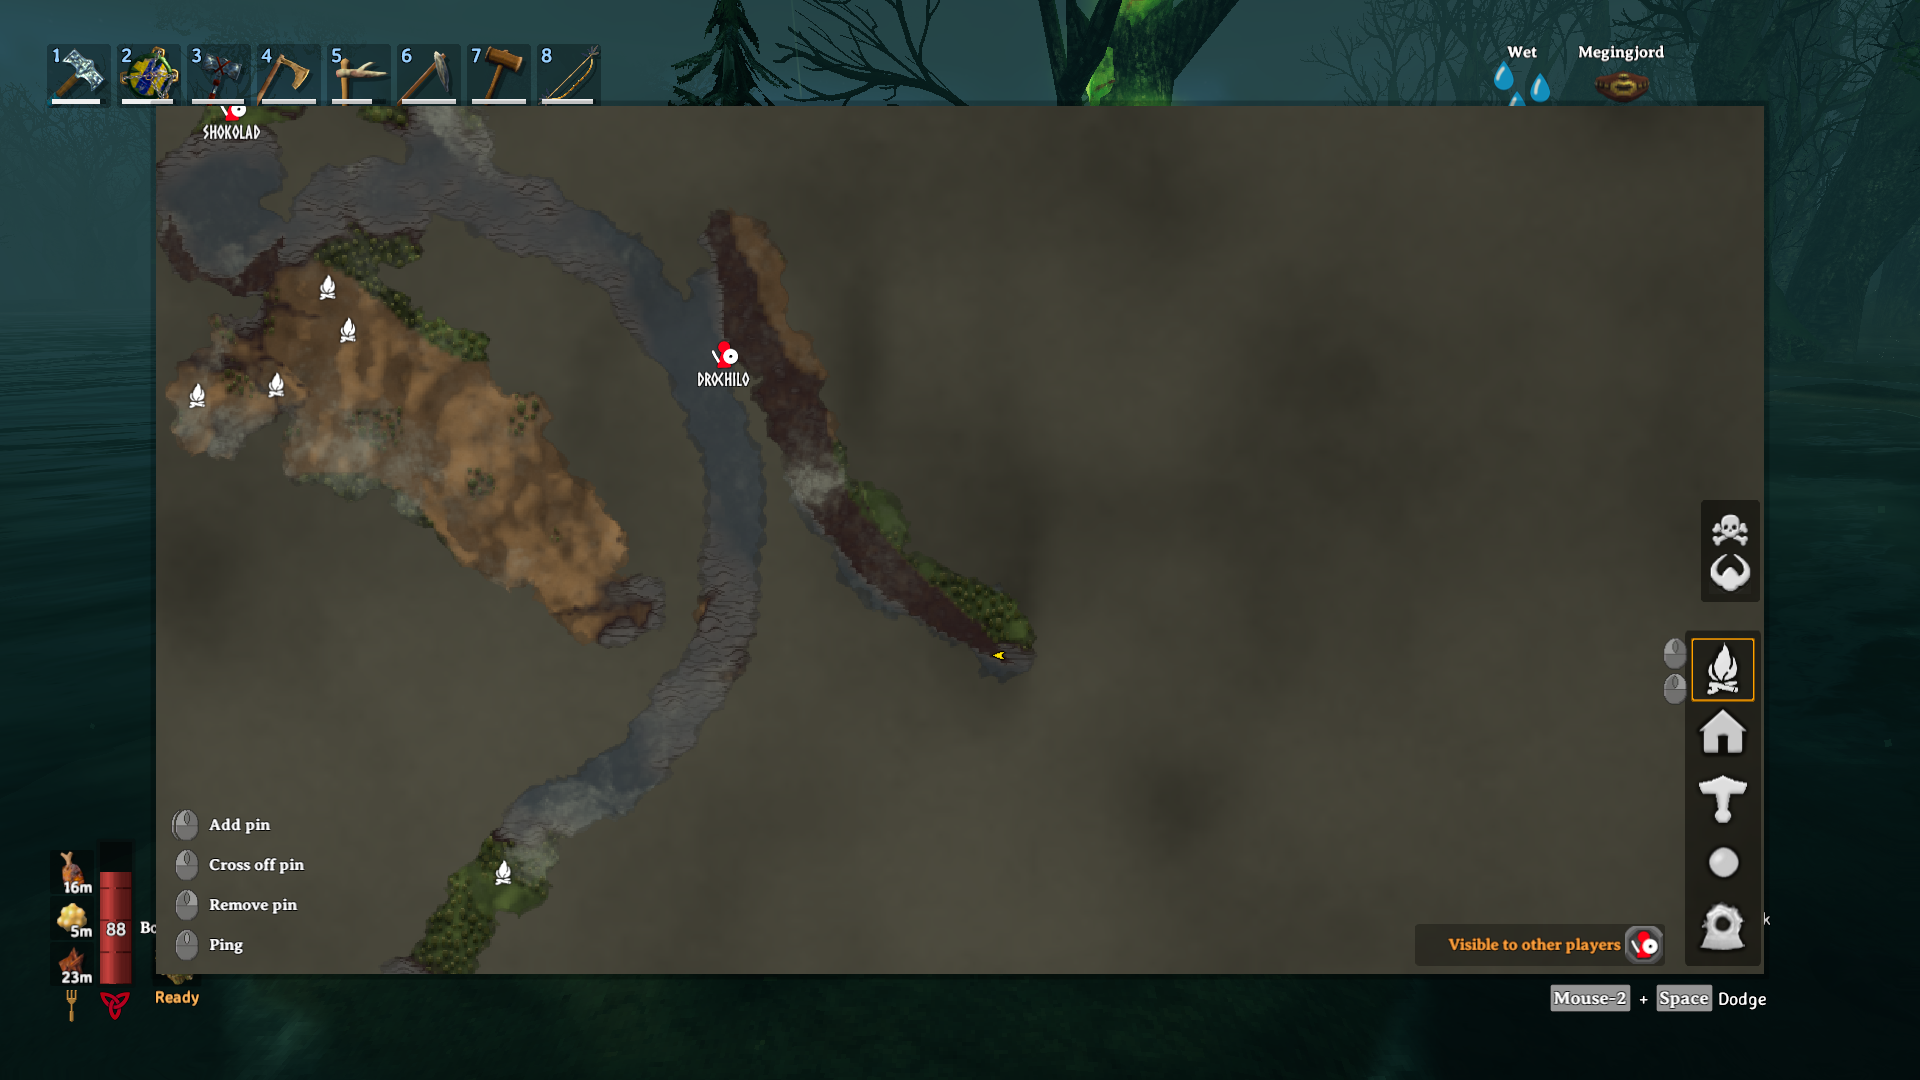 1 2 3 4 5 6 7 8
Wet
Megingjord
SHOKOLAD
DROCHILO
Add pin
Cross off pin
Remove pin
Ping
16m
5m
23m
88
Bo
k
Visible to other players
Ready
Mouse-2 + Space Dodge